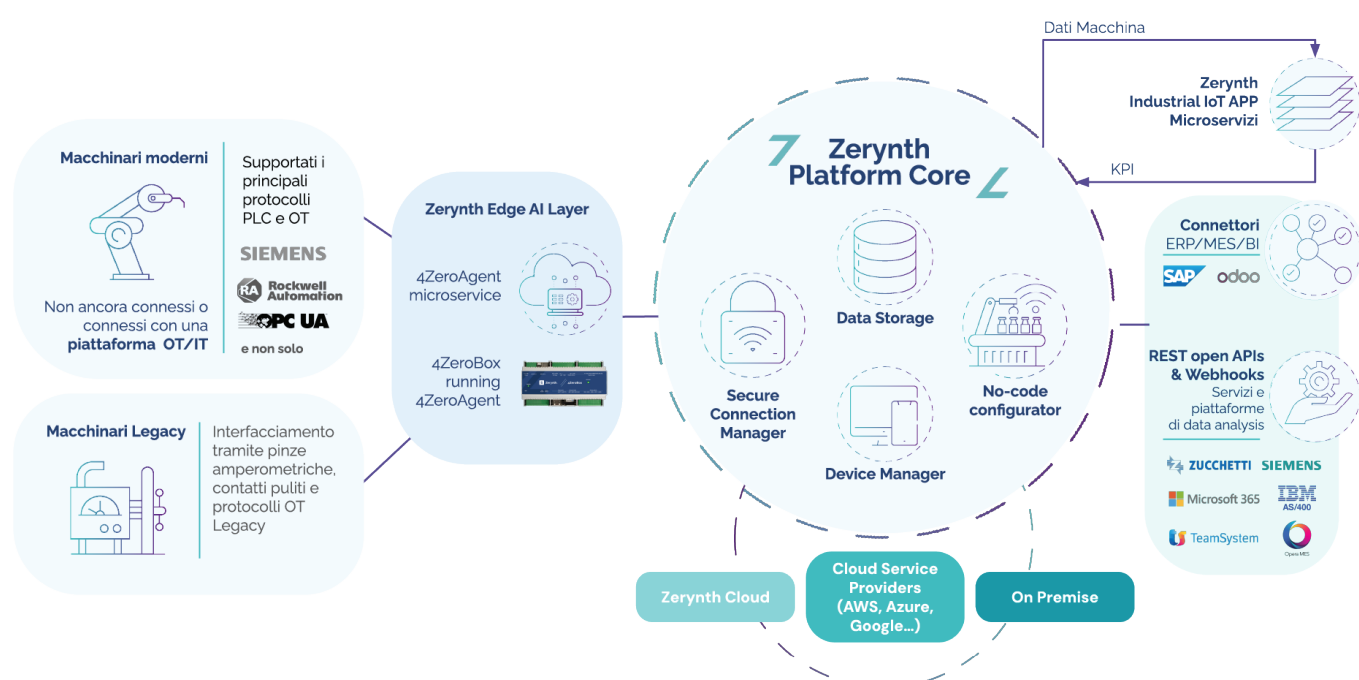 Dati Macchina
Zerynth
Industrial IoT APP
Microservizi
KPI
Macchinari moderni
Supportati i
principali
protocolli
PLC e OT
SIEMENS
RA Rockwell
Automation
OPC UA
e non solo
Non ancora connessi o
connessi con una
piattaforma OT/IT
Macchinari Legacy
Interfacciamento
tramite pinze
amperometriche,
contatti puliti e
protocolli OT
Legacy
Zerynth Edge AI Layer
4ZeroAgent
microservice
4ZeroBox
running
4ZeroAgent
Zerynth
Platform Core
Data Storage
Secure
Connection
Manager
No-code
configurator
Device Manager
Zerynth Cloud
Cloud Service
Providers
(AWS, Azure,
Google...)
On Premise
Connettori
ERP/MES/BI
SAP
odoo
REST open APIs
& Webhooks
Servizi e
piattaforme
di data analysis
ZUCCHETTI
SIEMENS
Microsoft 365
IBM
AS/400
TeamSystem
Opera MES